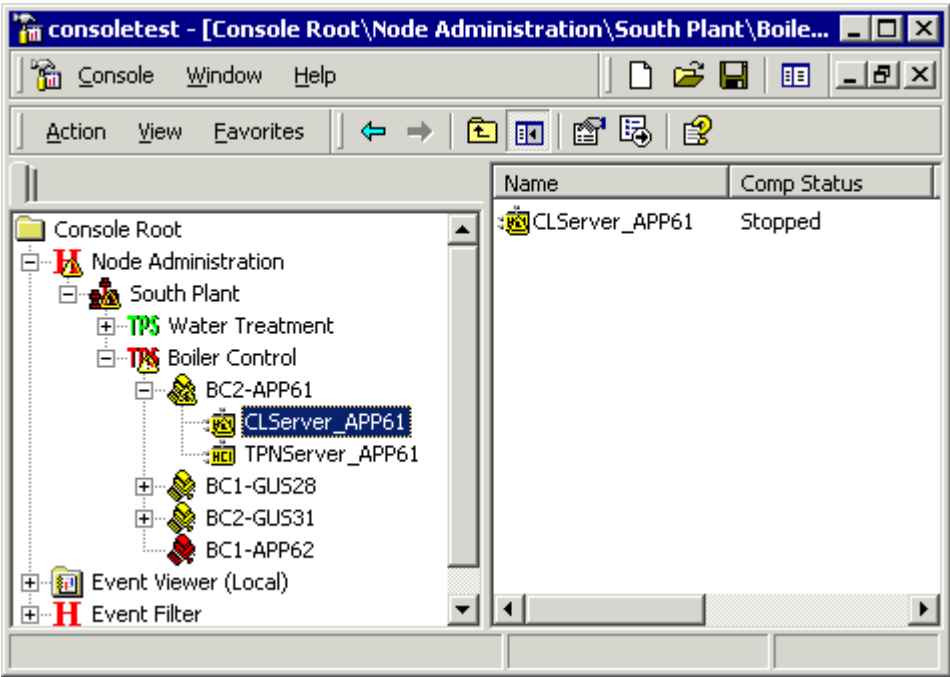 consoletest - [Console Root\Node Administration\South Plant\Boile...
Console Window Help
Action View Favorites
Name Comp Status
CLServer_APP61 Stopped
Console Root
Node Administration
South Plant
TPS Water Treatment
TPS Boiler Control
BC2-APP61
CLServer_APP61
HCI TPNServer_APP61
BC1-GUS28
BC2-GUS31
BC1-APP62
Event Viewer (Local)
H Event Filter